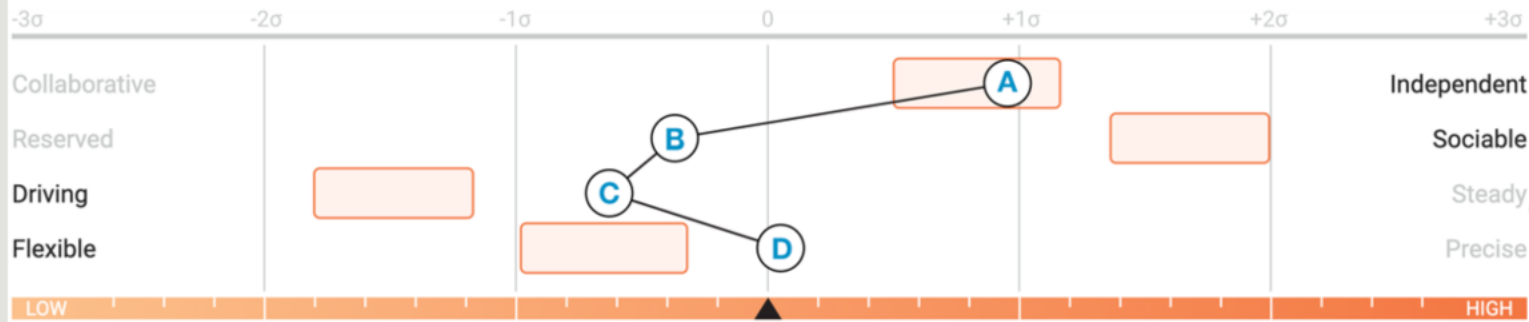 -3σ -2σ -1σ 0 +1σ +2σ +3σ
Collaborative A Independent
Reserved B Sociable
Driving C Steady
Flexible D Precise
LOW HIGH